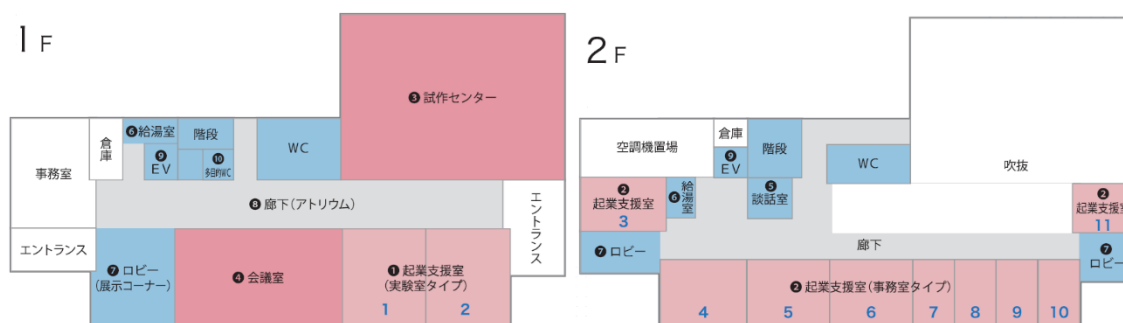 1 F
❸ 試作センター
❻給湯室
階段
倉庫
❾
EV
❿
多目的WC
WC
事務室
❽ 廊下(アトリウム)
エントランス
エントランス
❼ ロビー
(展示コーナー)
❹ 会議室
❶ 起業支援室
(実験室タイプ)
1
2
2 F
空調機置場
倉庫
❾
EV
階段
WC
吹抜
❷
起業支援室
3
❻
給湯室
❺
談話室
❷
起業支援室
11
❼ ロビー
廊下
❼
ロビー
❷ 起業支援室(事務室タイプ)
4
5
6
7
8
9
10